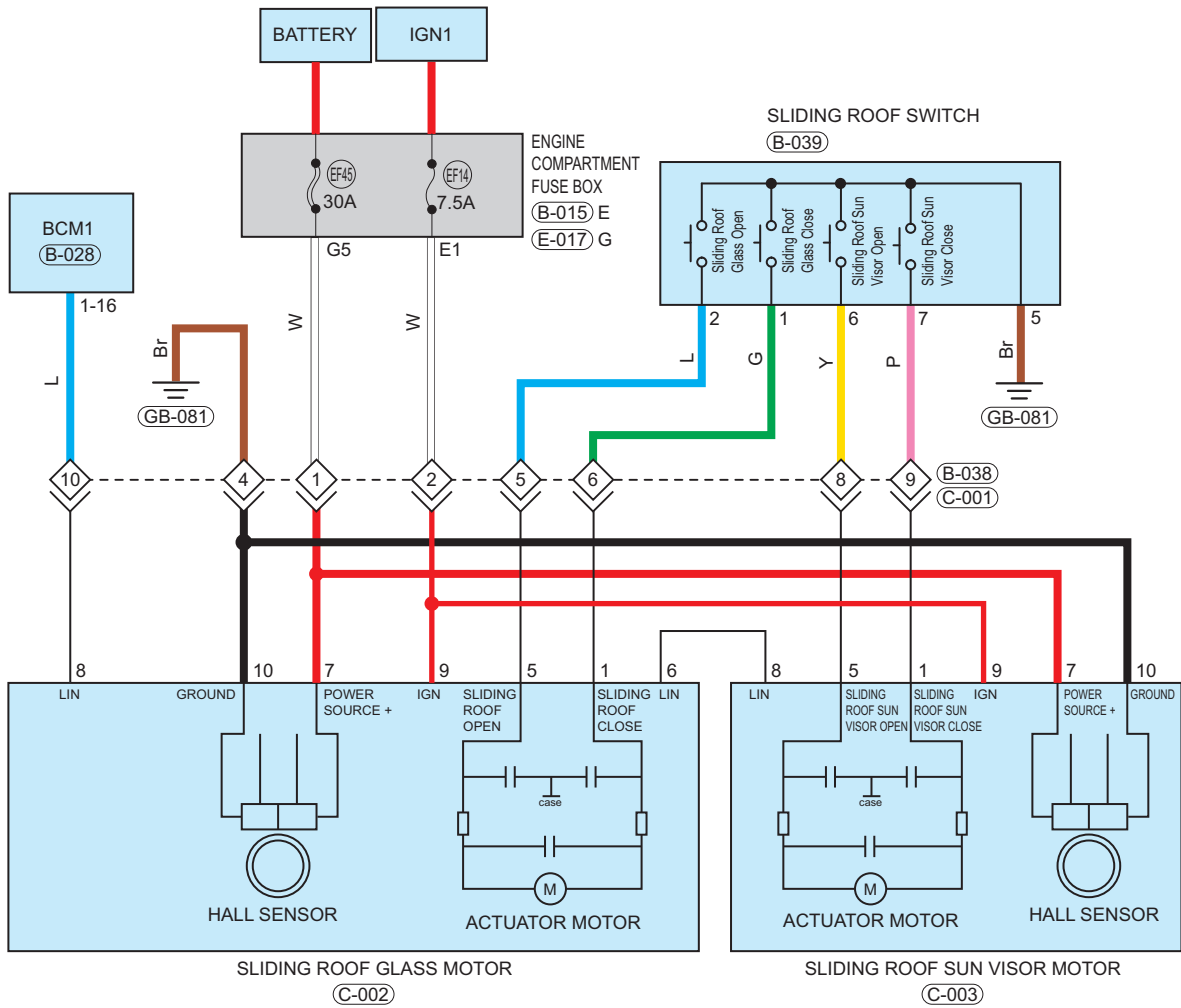 BATTERY
IGN1
SLIDING ROOF SWITCH
B-039
ENGINE
COMPARTMENT
FUSE BOX
B-015 E
E-017 G
EF45
30A
EF14
7.5A
BCM1
B-028
1-16
G5
E1
Sliding Roof
Glass Open
Sliding Roof
Glass Close
Sliding Roof Sun
Visor Open
Sliding Roof Sun
Visor Close
2
1
6
7
5
L
Br
W
W
L
G
Y
P
Br
GB-081
GB-081
10
4
1
2
5
6
8
9
B-038
C-001
8
10
7
9
5
1
6
8
5
1
9
7
10
LIN
GROUND
POWER
SOURCE +
IGN
SLIDING
ROOF
OPEN
SLIDING
ROOF
CLOSE
LIN
LIN
SLIDING
ROOF SUN
VISOR OPEN
SLIDING
ROOF SUN
VISOR CLOSE
IGN
POWER
SOURCE +
GROUND
case
case
M
M
HALL SENSOR
ACTUATOR MOTOR
ACTUATOR MOTOR
HALL SENSOR
SLIDING ROOF GLASS MOTOR
C-002
SLIDING ROOF SUN VISOR MOTOR
C-003